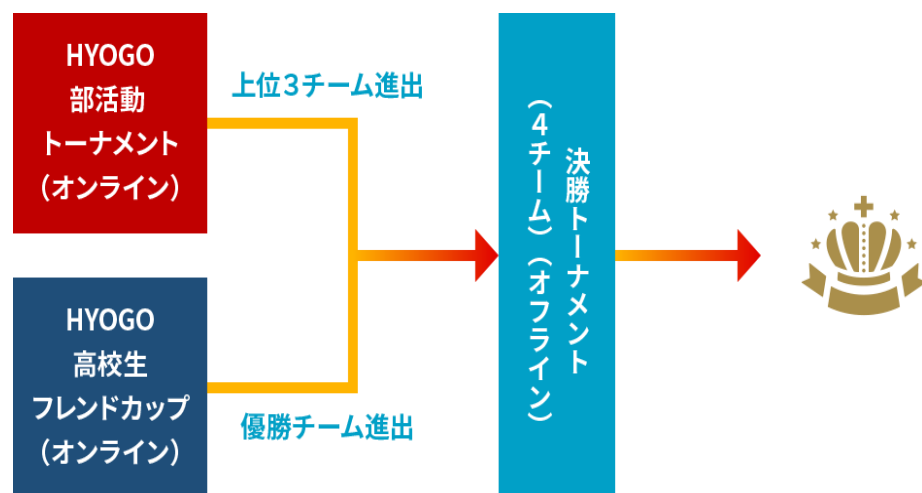 HYOGO
部活動
トーナメント
（オンライン）
上位３チーム進出
HYOGO
高校生
フレンドカップ
（オンライン）
優勝チーム進出
決勝トーナメント
（４チーム）（オフライン）